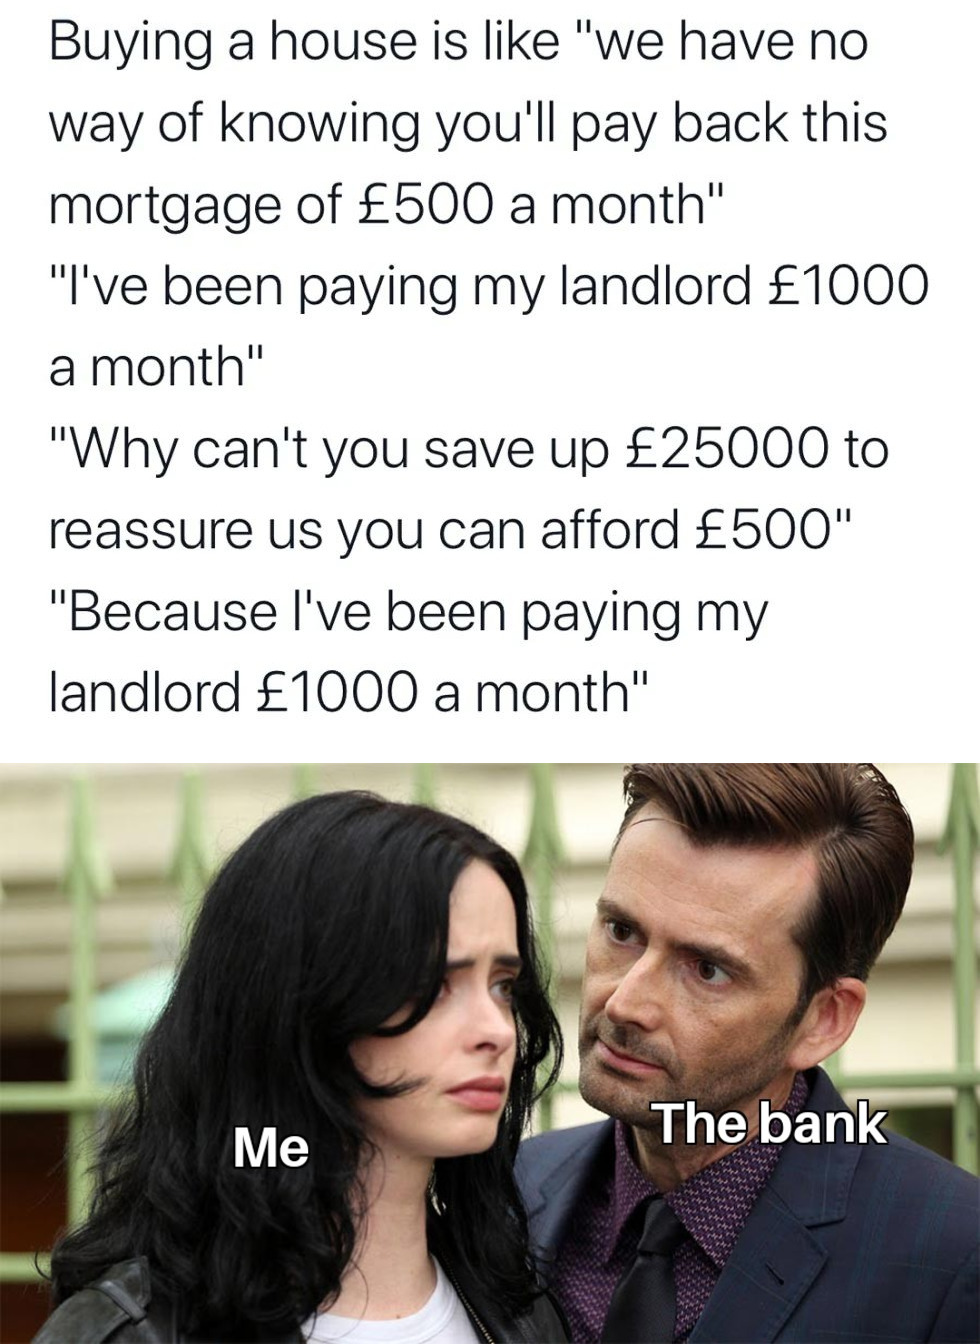 Buying a house is like "we have no
way of knowing you'll pay back this
mortgage of £500 a month"
"I've been paying my landlord £1000
a month"
"Why can't you save up £25000 to
reassure us you can afford £500"
"Because I've been paying my
landlord £1000 a month"
Me
The bank